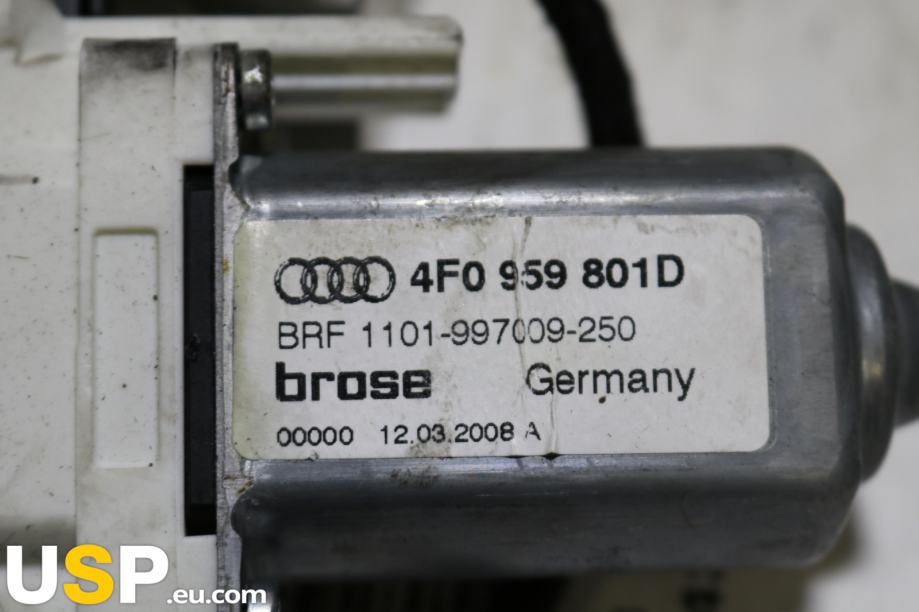 4F0 959 801D
BRF 1101-997009-250
brose Germany
00000 12.03.2008 A
USP.eu.com